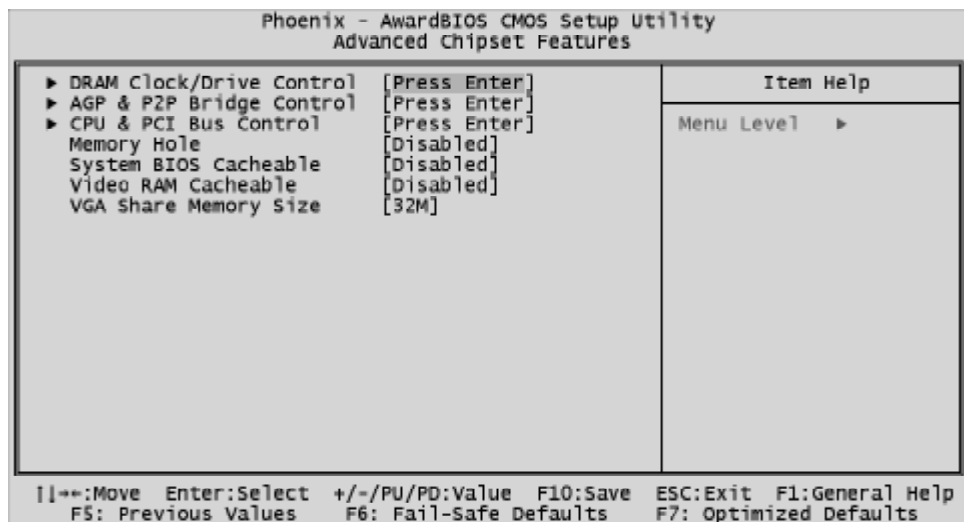 Phoenix - AwardBIOS CMOS Setup Utility
Advanced Chipset Features
▶ DRAM Clock/Drive Control [Press Enter]
▶ AGP & P2P Bridge Control [Press Enter]
▶ CPU & PCI Bus Control [Press Enter]
Memory Hole [Disabled]
System BIOS Cacheable [Disabled]
Video RAM Cacheable [Disabled]
VGA Share Memory Size [32M]
Item Help
Menu Level ▶
↑↓→←:Move Enter:Select +/-/PU/PD:Value F10:Save ESC:Exit F1:General Help
F5: Previous Values F6: Fail-Safe Defaults F7: Optimized Defaults